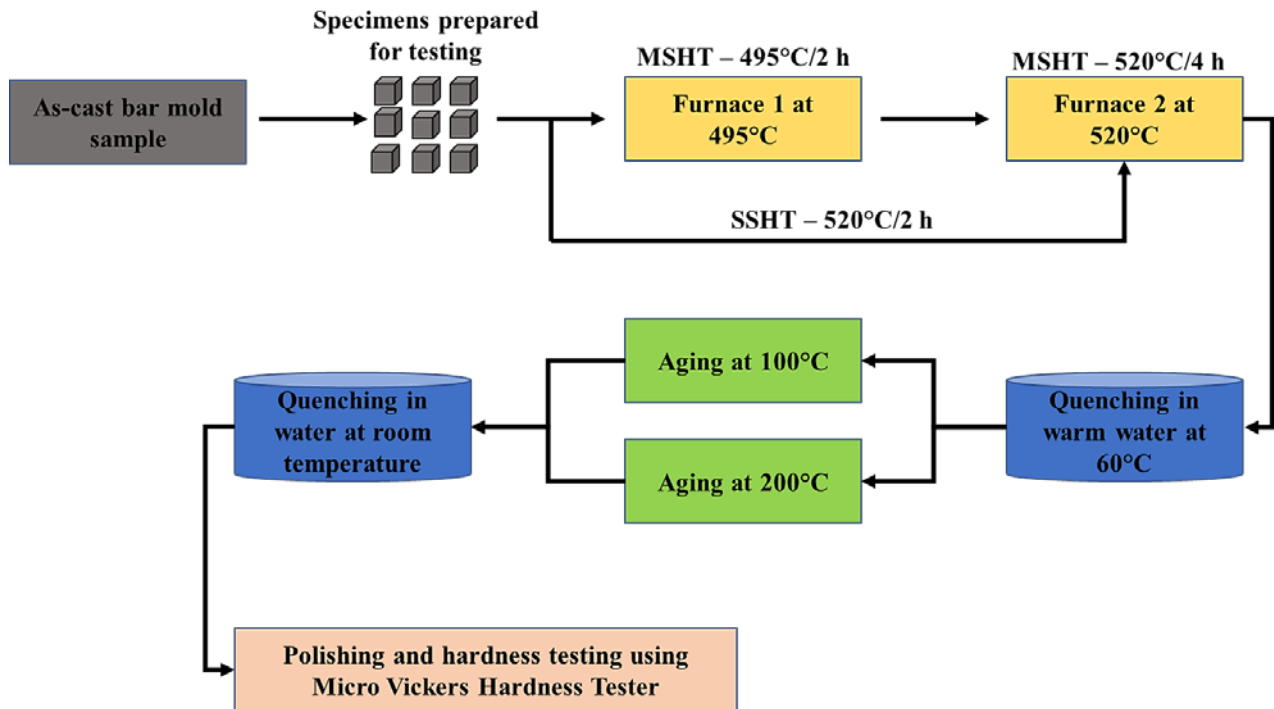 Specimens prepared
for testing
MSHT – 495°C/2 h
MSHT – 520°C/4 h
As-cast bar mold
sample
Furnace 1 at
495°C
Furnace 2 at
520°C
SSHT – 520°C/2 h
Aging at 100°C
Quenching in
water at room
temperature
Quenching in
warm water at
60°C
Aging at 200°C
Polishing and hardness testing using
Micro Vickers Hardness Tester